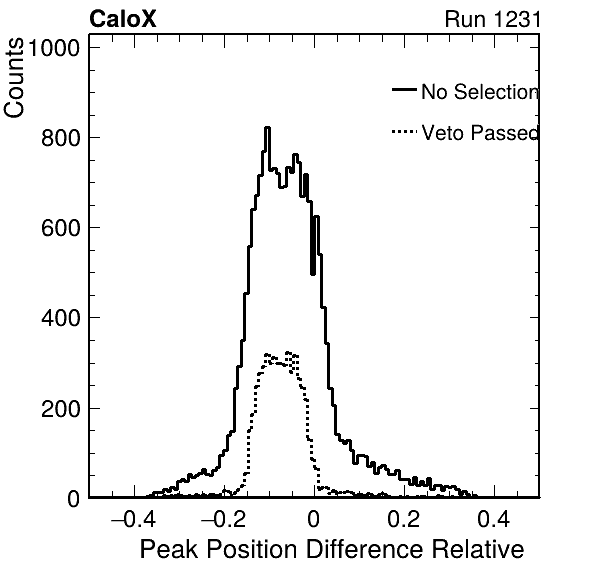 CaloX Run 1231
Counts
1000
800
600
400
200
0
No Selection
Veto Passed
−0.4 −0.2 0 0.2 0.4
Peak Position Difference Relative